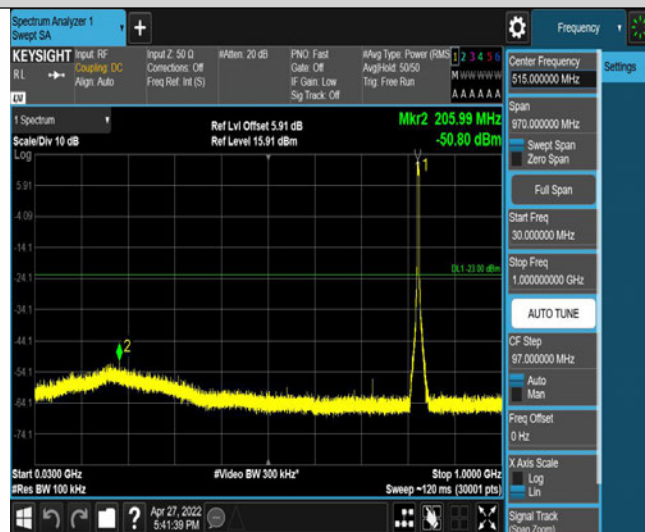 Spectrum Analyzer 1
Swept SA
+
Frequency
KEYSIGHT
RL
LXI
Input: RF
Coupling: DC
Align: Auto
Input Z: 50 Ω
Corrections: Off
Freq Ref: Int (S)
#Atten: 20 dB
PNO: Fast
Gate: Off
IF Gain: Low
Sig Track: Off
#Avg Type: Power (RMS
Avg|Hold: 50/50
Trig: Free Run
1 2 3 4 5 6
M W W W W W
A A A A A A
Center Frequency
515.000000 MHz
Settings
1 Spectrum
Scale/Div 10 dB
Log
Ref Lvl Offset 5.91 dB
Ref Level 15.91 dBm
Mkr2 205.99 MHz
-50.80 dBm
Span
970.000000 MHz
Swept Span
Zero Span
Full Span
Start Freq
30.000000 MHz
Stop Freq
1.000000000 GHz
AUTO TUNE
CF Step
97.000000 MHz
Auto
Man
Freq Offset
0 Hz
X Axis Scale
Log
Lin
Signal Track
(Span Zoom)
1
5.91
-4.09
-14.1
DL1 -23.00 dBm
-24.1
-34.1
-44.1
2
-54.1
-64.1
-74.1
Start 0.0300 GHz
#Video BW 300 kHz*
Stop 1.0000 GHz
#Res BW 100 kHz
Sweep ~120 ms (30001 pts)
?
Apr 27, 2022
5:41:39 PM